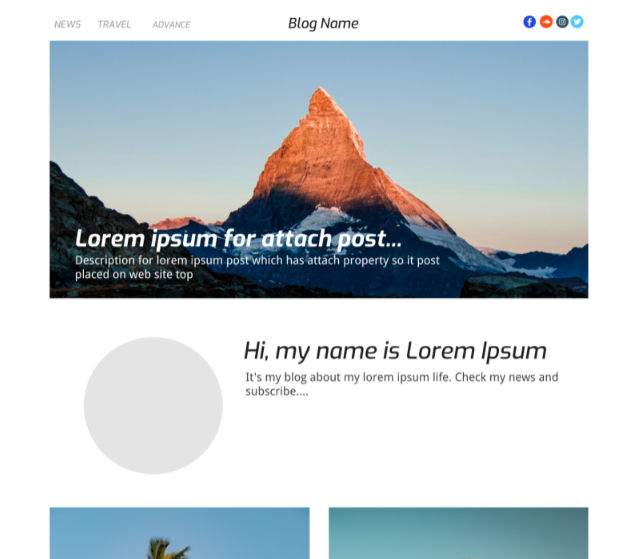 NEWS TRAVEL ADVANCE Blog Name
Lorem ipsum for attach post...
Description for lorem ipsum post which has attach property so it post
placed on web site top
Hi, my name is Lorem Ipsum
It's my blog about my lorem ipsum life. Check my news and
subscribe....